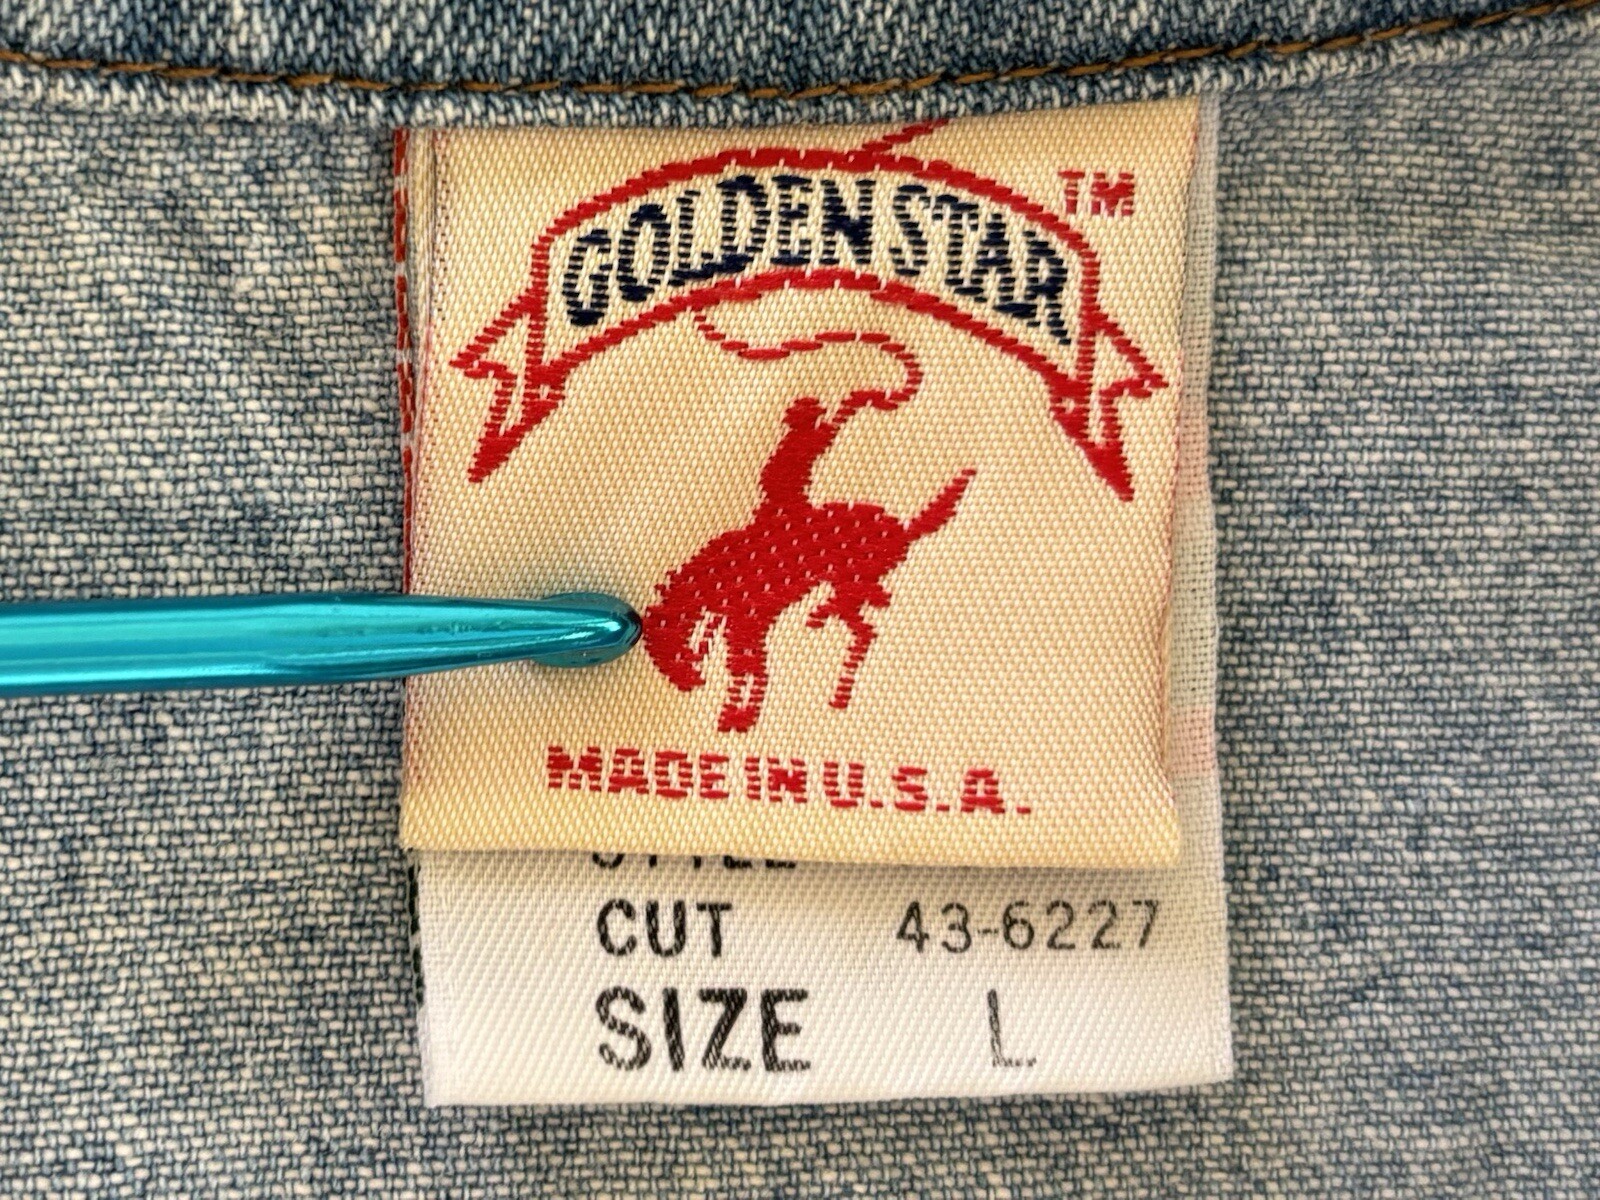 GOLDEN STAR
TM
MADE IN U.S.A.
CUT 43-6227
SIZE L